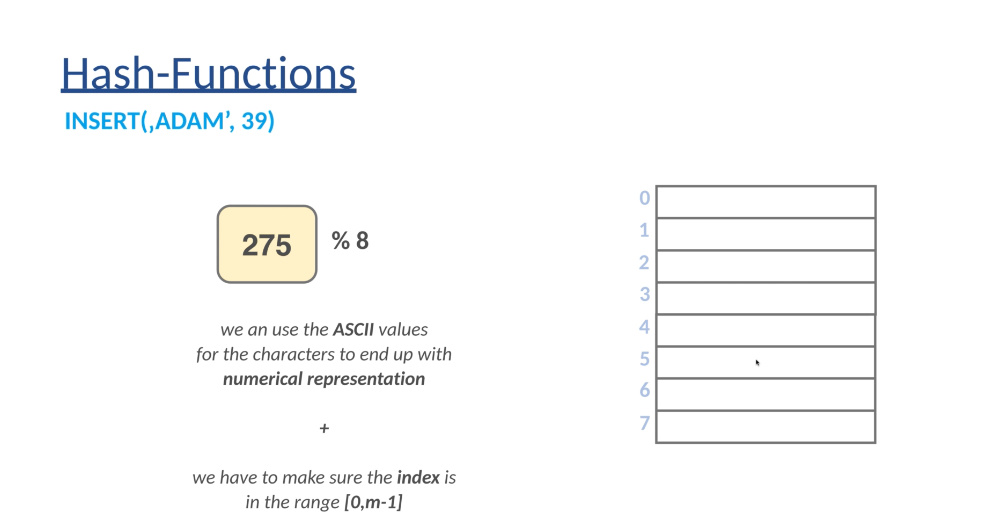 Hash-Functions
INSERT(‚ADAM’, 39)
275 % 8
we an use the ASCII values
for the characters to end up with
numerical representation
+
we have to make sure the index is
in the range [0,m-1]
0
1
2
3
4
5
6
7